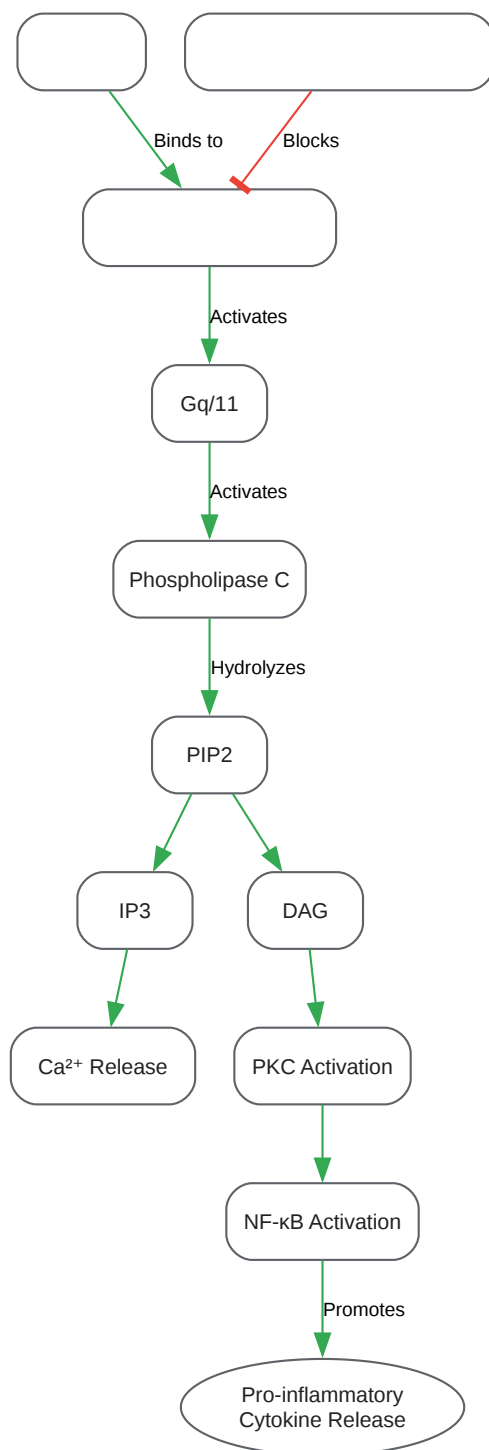 Binds to
Blocks
Activates
Gq/11
Activates
Phospholipase C
Hydrolyzes
PIP2
IP3
DAG
Ca²⁺ Release
PKC Activation
NF-κB Activation
Promotes
Pro-inflammatory
Cytokine Release